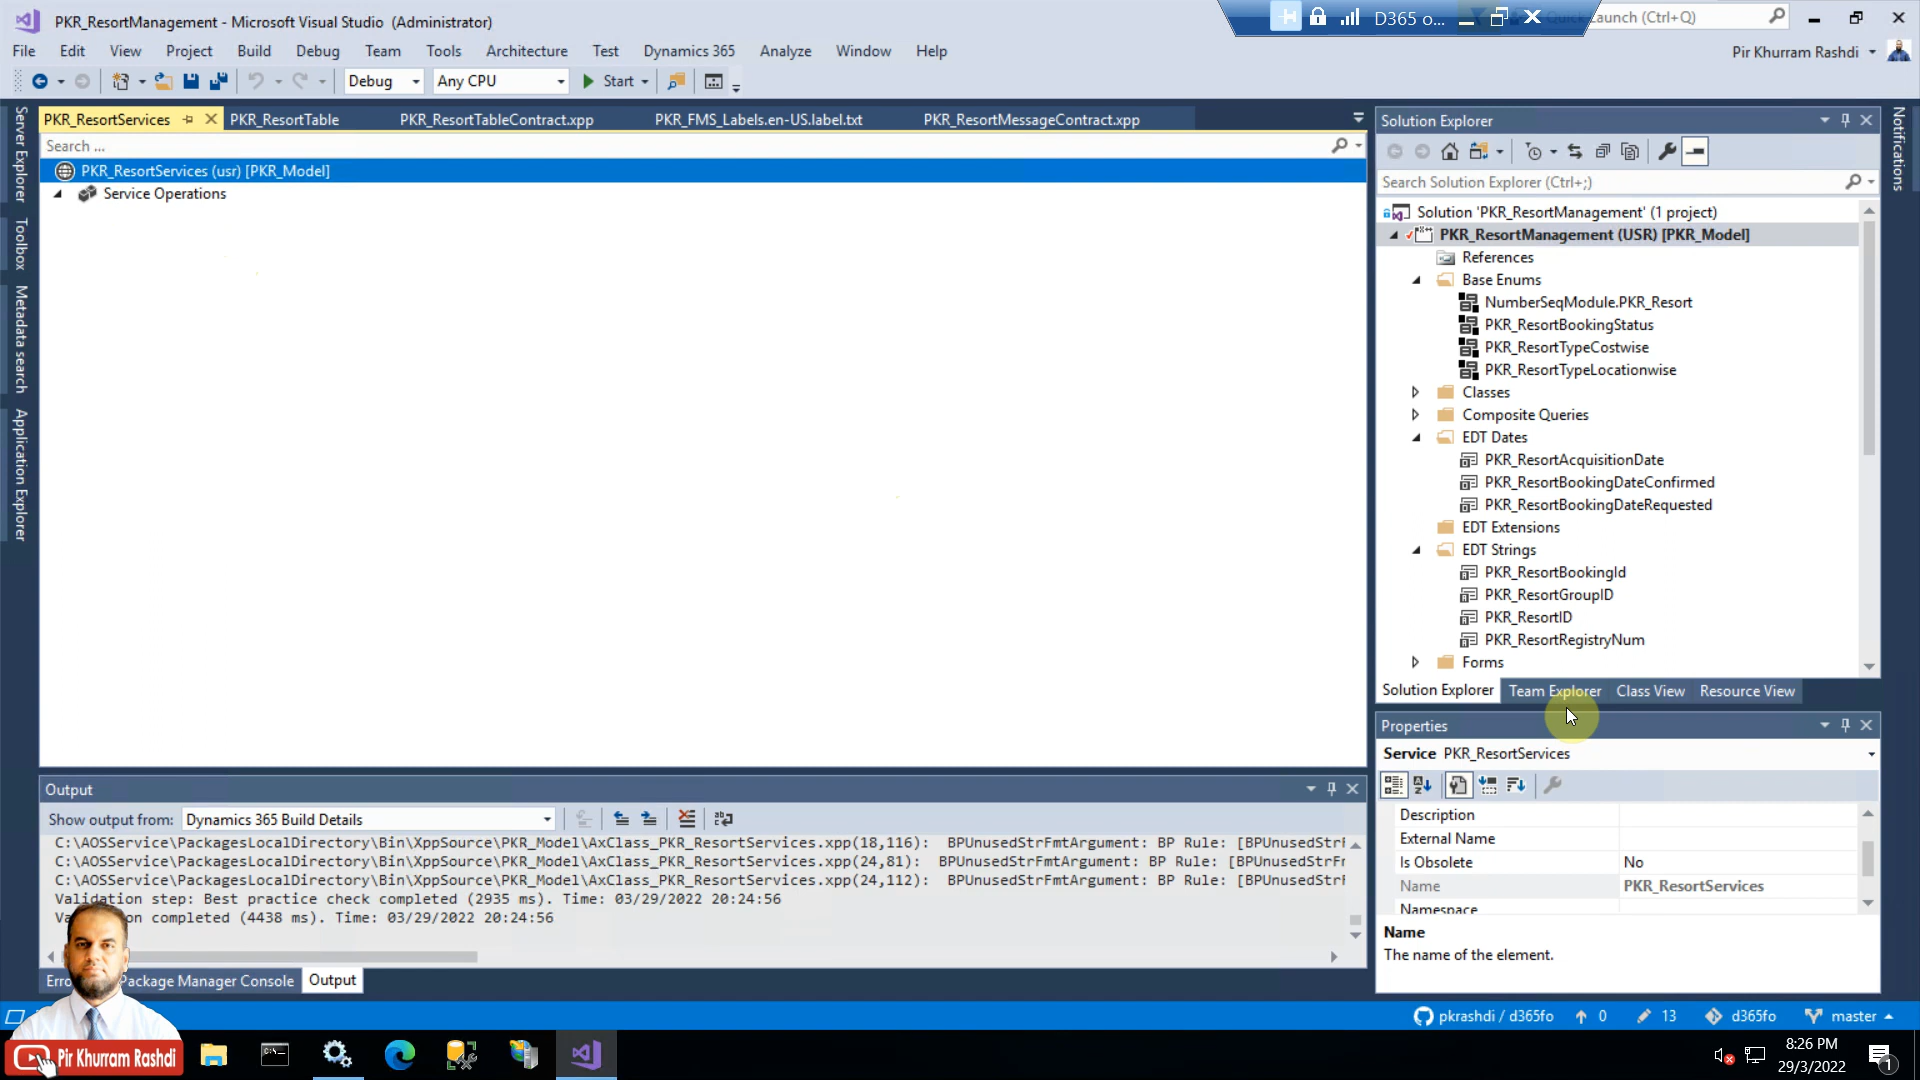 PKR_ResortManagement - Microsoft Visual Studio (Administrator)
D365 o...
Launch (Ctrl+Q)
File Edit View Project Build Debug Team Tools Architecture Test Dynamics 365 Analyze Window Help
Pir Khurram Rashdi
Debug Any CPU Start
Server Explorer
Toolbox
Metadata search
Application Explorer
PKR_ResortServices PKR_ResortTable PKR_ResortTableContract.xpp PKR_FMS_Labels.en-US.label.txt PKR_ResortMessageContract.xpp
Search ...
PKR_ResortServices (usr) [PKR_Model]
Service Operations
Solution Explorer
Search Solution Explorer (Ctrl+;)
Solution 'PKR_ResortManagement' (1 project)
PKR_ResortManagement (USR) [PKR_Model]
References
Base Enums
NumberSeqModule.PKR_Resort
PKR_ResortBookingStatus
PKR_ResortTypeCostwise
PKR_ResortTypeLocationwise
Classes
Composite Queries
EDT Dates
PKR_ResortAcquisitionDate
PKR_ResortBookingDateConfirmed
PKR_ResortBookingDateRequested
EDT Extensions
EDT Strings
PKR_ResortBookingId
PKR_ResortGroupID
PKR_ResortID
PKR_ResortRegistryNum
Forms
Solution Explorer Team Explorer Class View Resource View
Notifications
Properties
Service PKR_ResortServices
Description
External Name
Is Obsolete No
Name PKR_ResortServices
Namespace
Name
The name of the element.
Output
Show output from: Dynamics 365 Build Details
C:\AOSService\PackagesLocalDirectory\Bin\XppSource\PKR_Model\AxClass_PKR_ResortServices.xpp(18,116): BPUnusedStrFmtArgument: BP Rule: [BPUnusedStrF
C:\AOSService\PackagesLocalDirectory\Bin\XppSource\PKR_Model\AxClass_PKR_ResortServices.xpp(24,81): BPUnusedStrFmtArgument: BP Rule: [BPUnusedStrFr
C:\AOSService\PackagesLocalDirectory\Bin\XppSource\PKR_Model\AxClass_PKR_ResortServices.xpp(24,112): BPUnusedStrFmtArgument: BP Rule: [BPUnusedStrF
Validation step: Best practice check completed (2935 ms). Time: 03/29/2022 20:24:56
Va on completed (4438 ms). Time: 03/29/2022 20:24:56
Erro Package Manager Console Output
pkrashdi / d365fo 0 13 d365fo master
Pir Khurram Rashdi
8:26 PM
29/3/2022
1